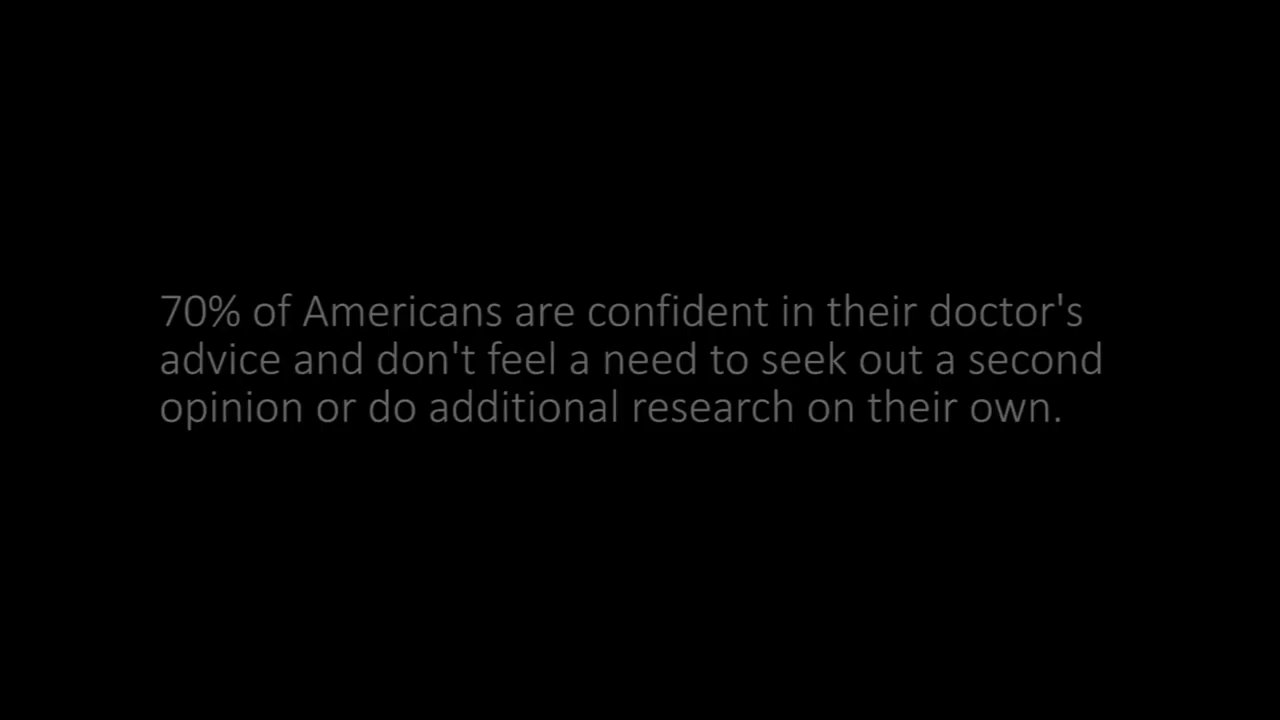 70% of Americans are confident in their doctor's
advice and don't feel a need to seek out a second
opinion or do additional research on their own.